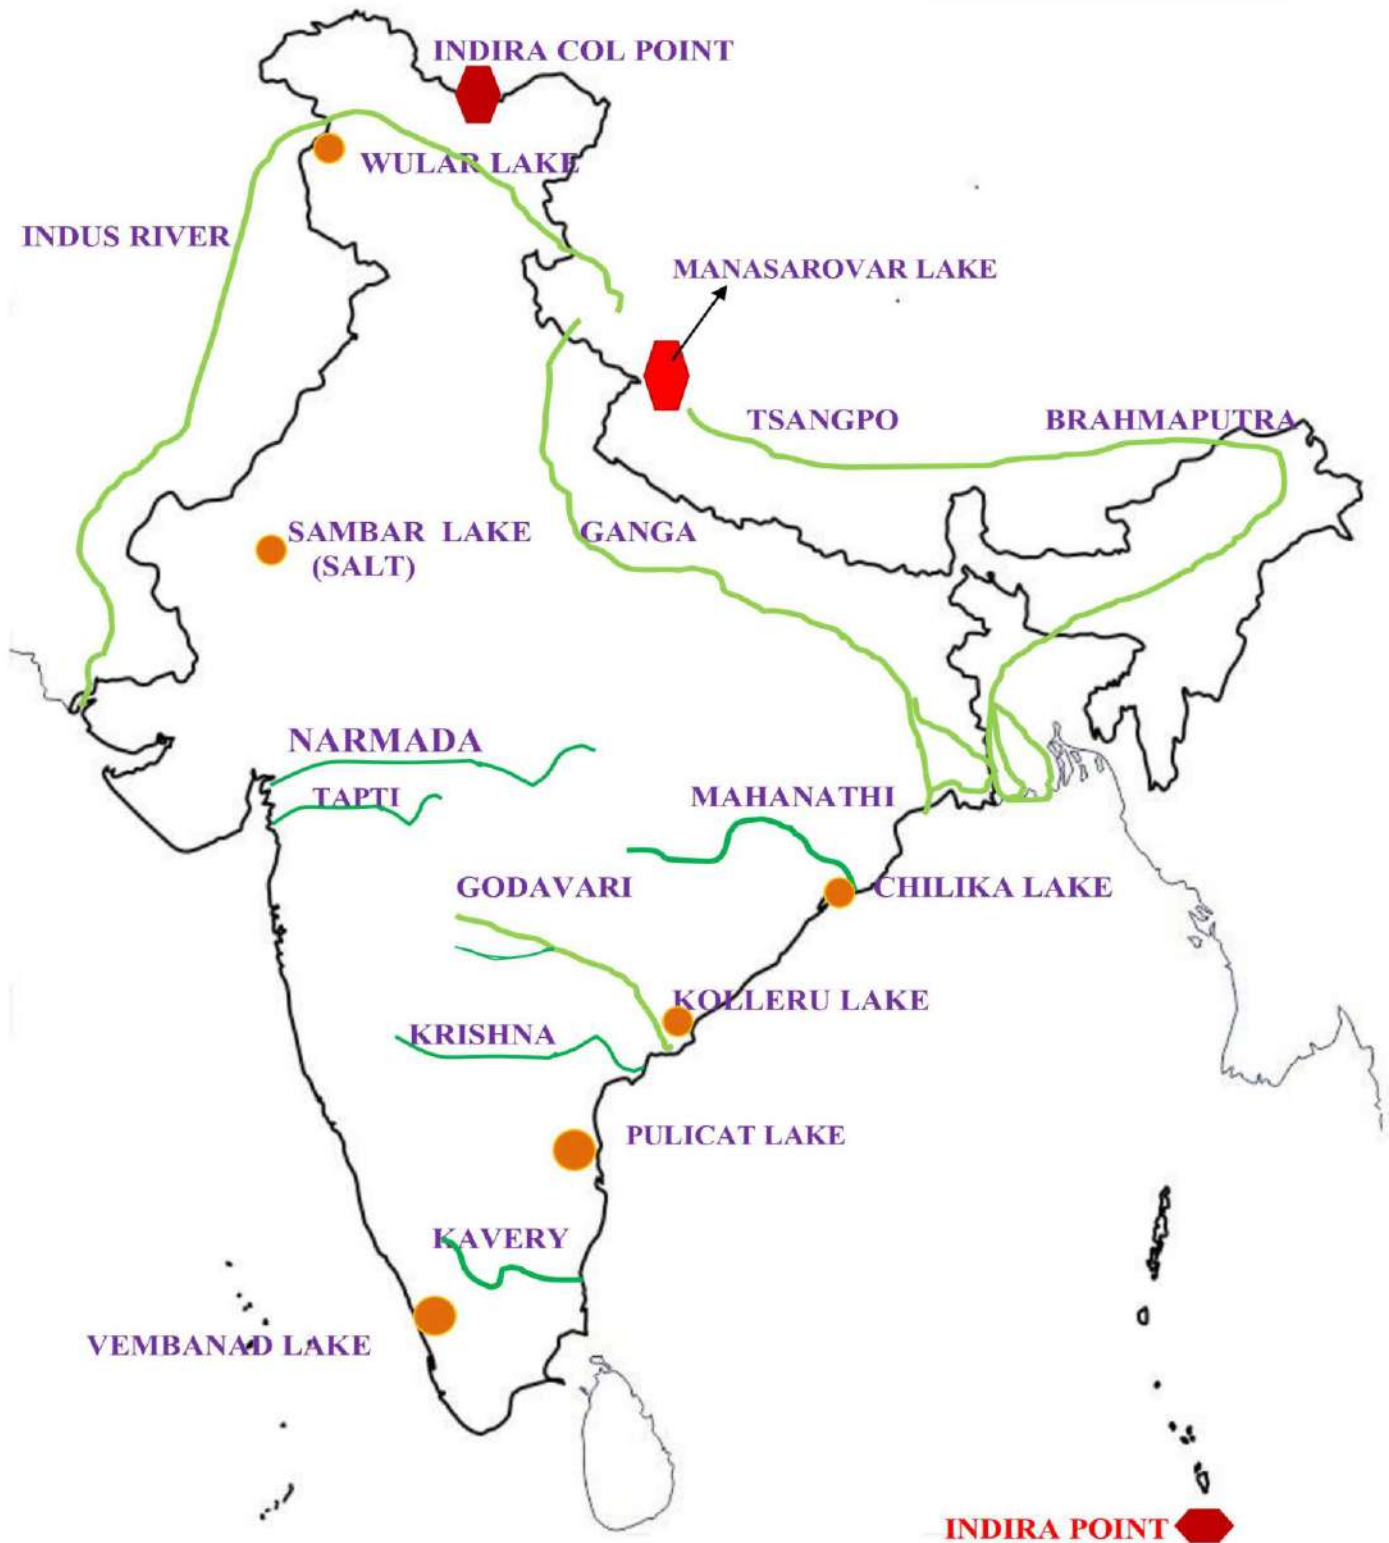 INDIRA COL POINT
WULAR LAKE
INDUS RIVER
MANASAROVAR LAKE
TSANGPO
BRAHMAPUTRA
SAMBAR LAKE
(SALT)
GANGA
NARMADA
TAPTI
MAHANATHI
GODAVARI
CHILIKA LAKE
KOLLERU LAKE
KRISHNA
PULICAT LAKE
KAVERY
VEMBANAD LAKE
INDIRA POINT